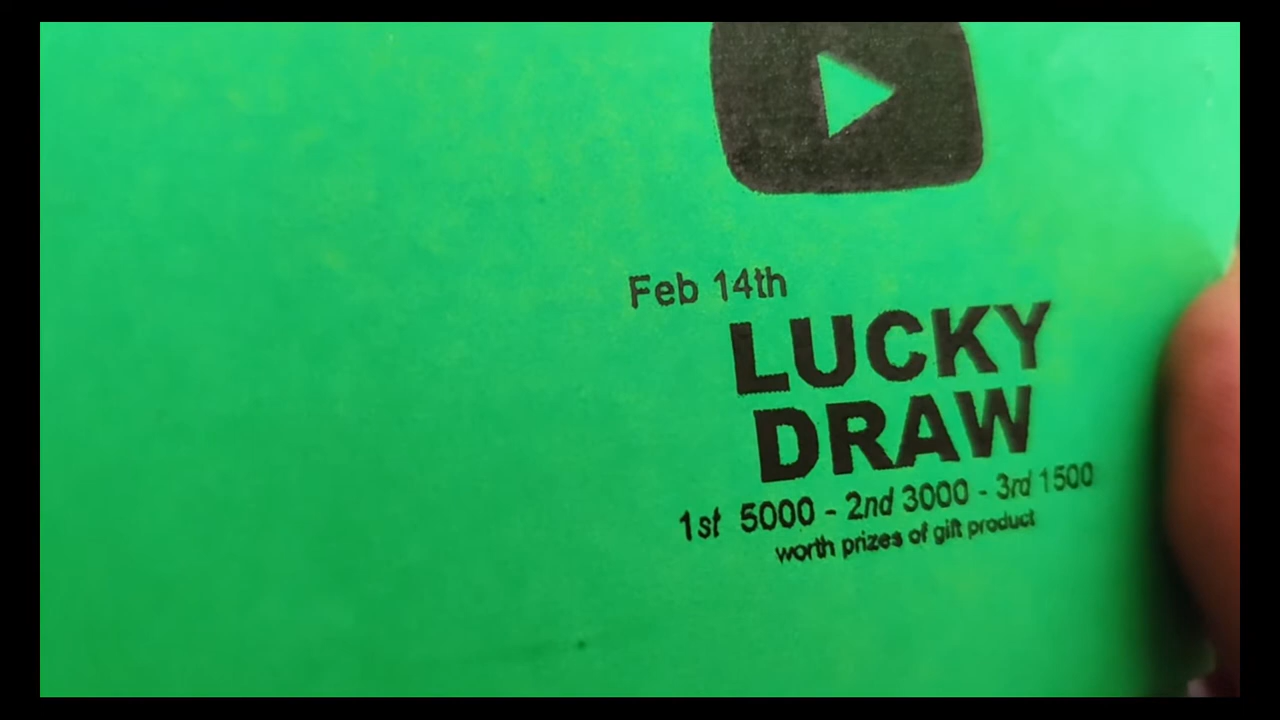 Feb 14th
LUCKY
DRAW
1st 5000 - 2nd 3000 - 3rd 1500
worth prizes of gift product